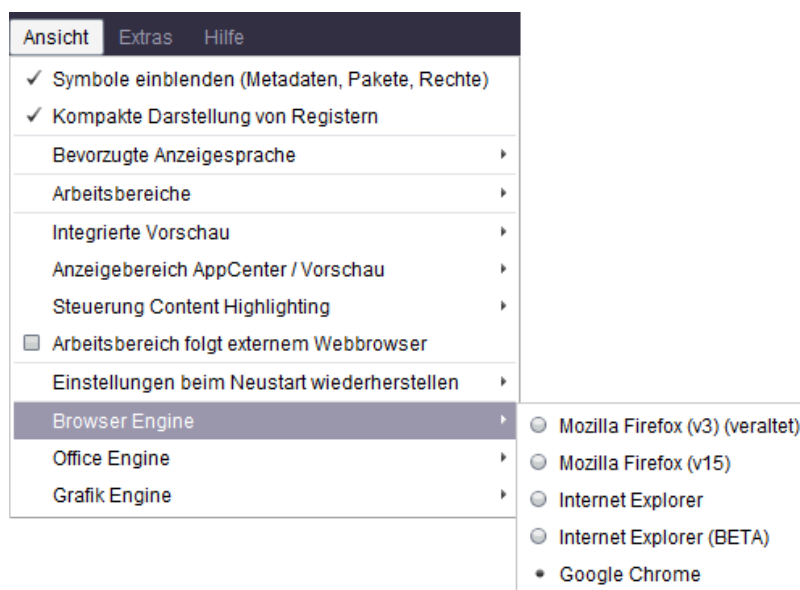 Ansicht Extras Hilfe
Symbole einblenden (Metadaten, Pakete, Rechte)
Kompakte Darstellung von Registern
Bevorzugte Anzeigesprache
Arbeitsbereiche
Integrierte Vorschau
Anzeigebereich AppCenter / Vorschau
Steuerung Content Highlighting
Arbeitsbereich folgt externem Webbrowser
Einstellungen beim Neustart wiederherstellen
Browser Engine
Office Engine
Grafik Engine
Mozilla Firefox (v3) (veraltet)
Mozilla Firefox (v15)
Internet Explorer
Internet Explorer (BETA)
Google Chrome